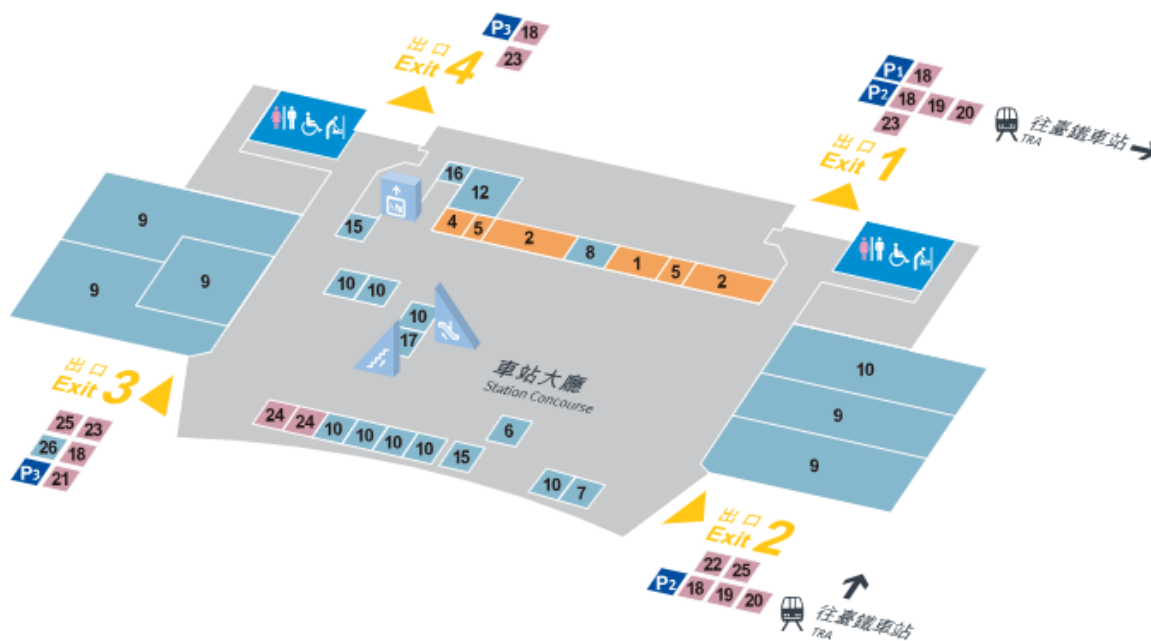 P3 18
23
出口
Exit 4
P1 18
P2 18 19 20
23
往臺鐵車站
TRA
出口
Exit 1
16
12
15
4 5 2 8 1 5 2
9
9
9
10 10
10
17
車站大廳
Station Concourse
10
9
9
出口
Exit 3
25 23
26 18
P3 21
24 24 10 10 10 10 15
6
10 7
出口
Exit 2
22 25
P2 18 19 20
往臺鐵車站
TRA